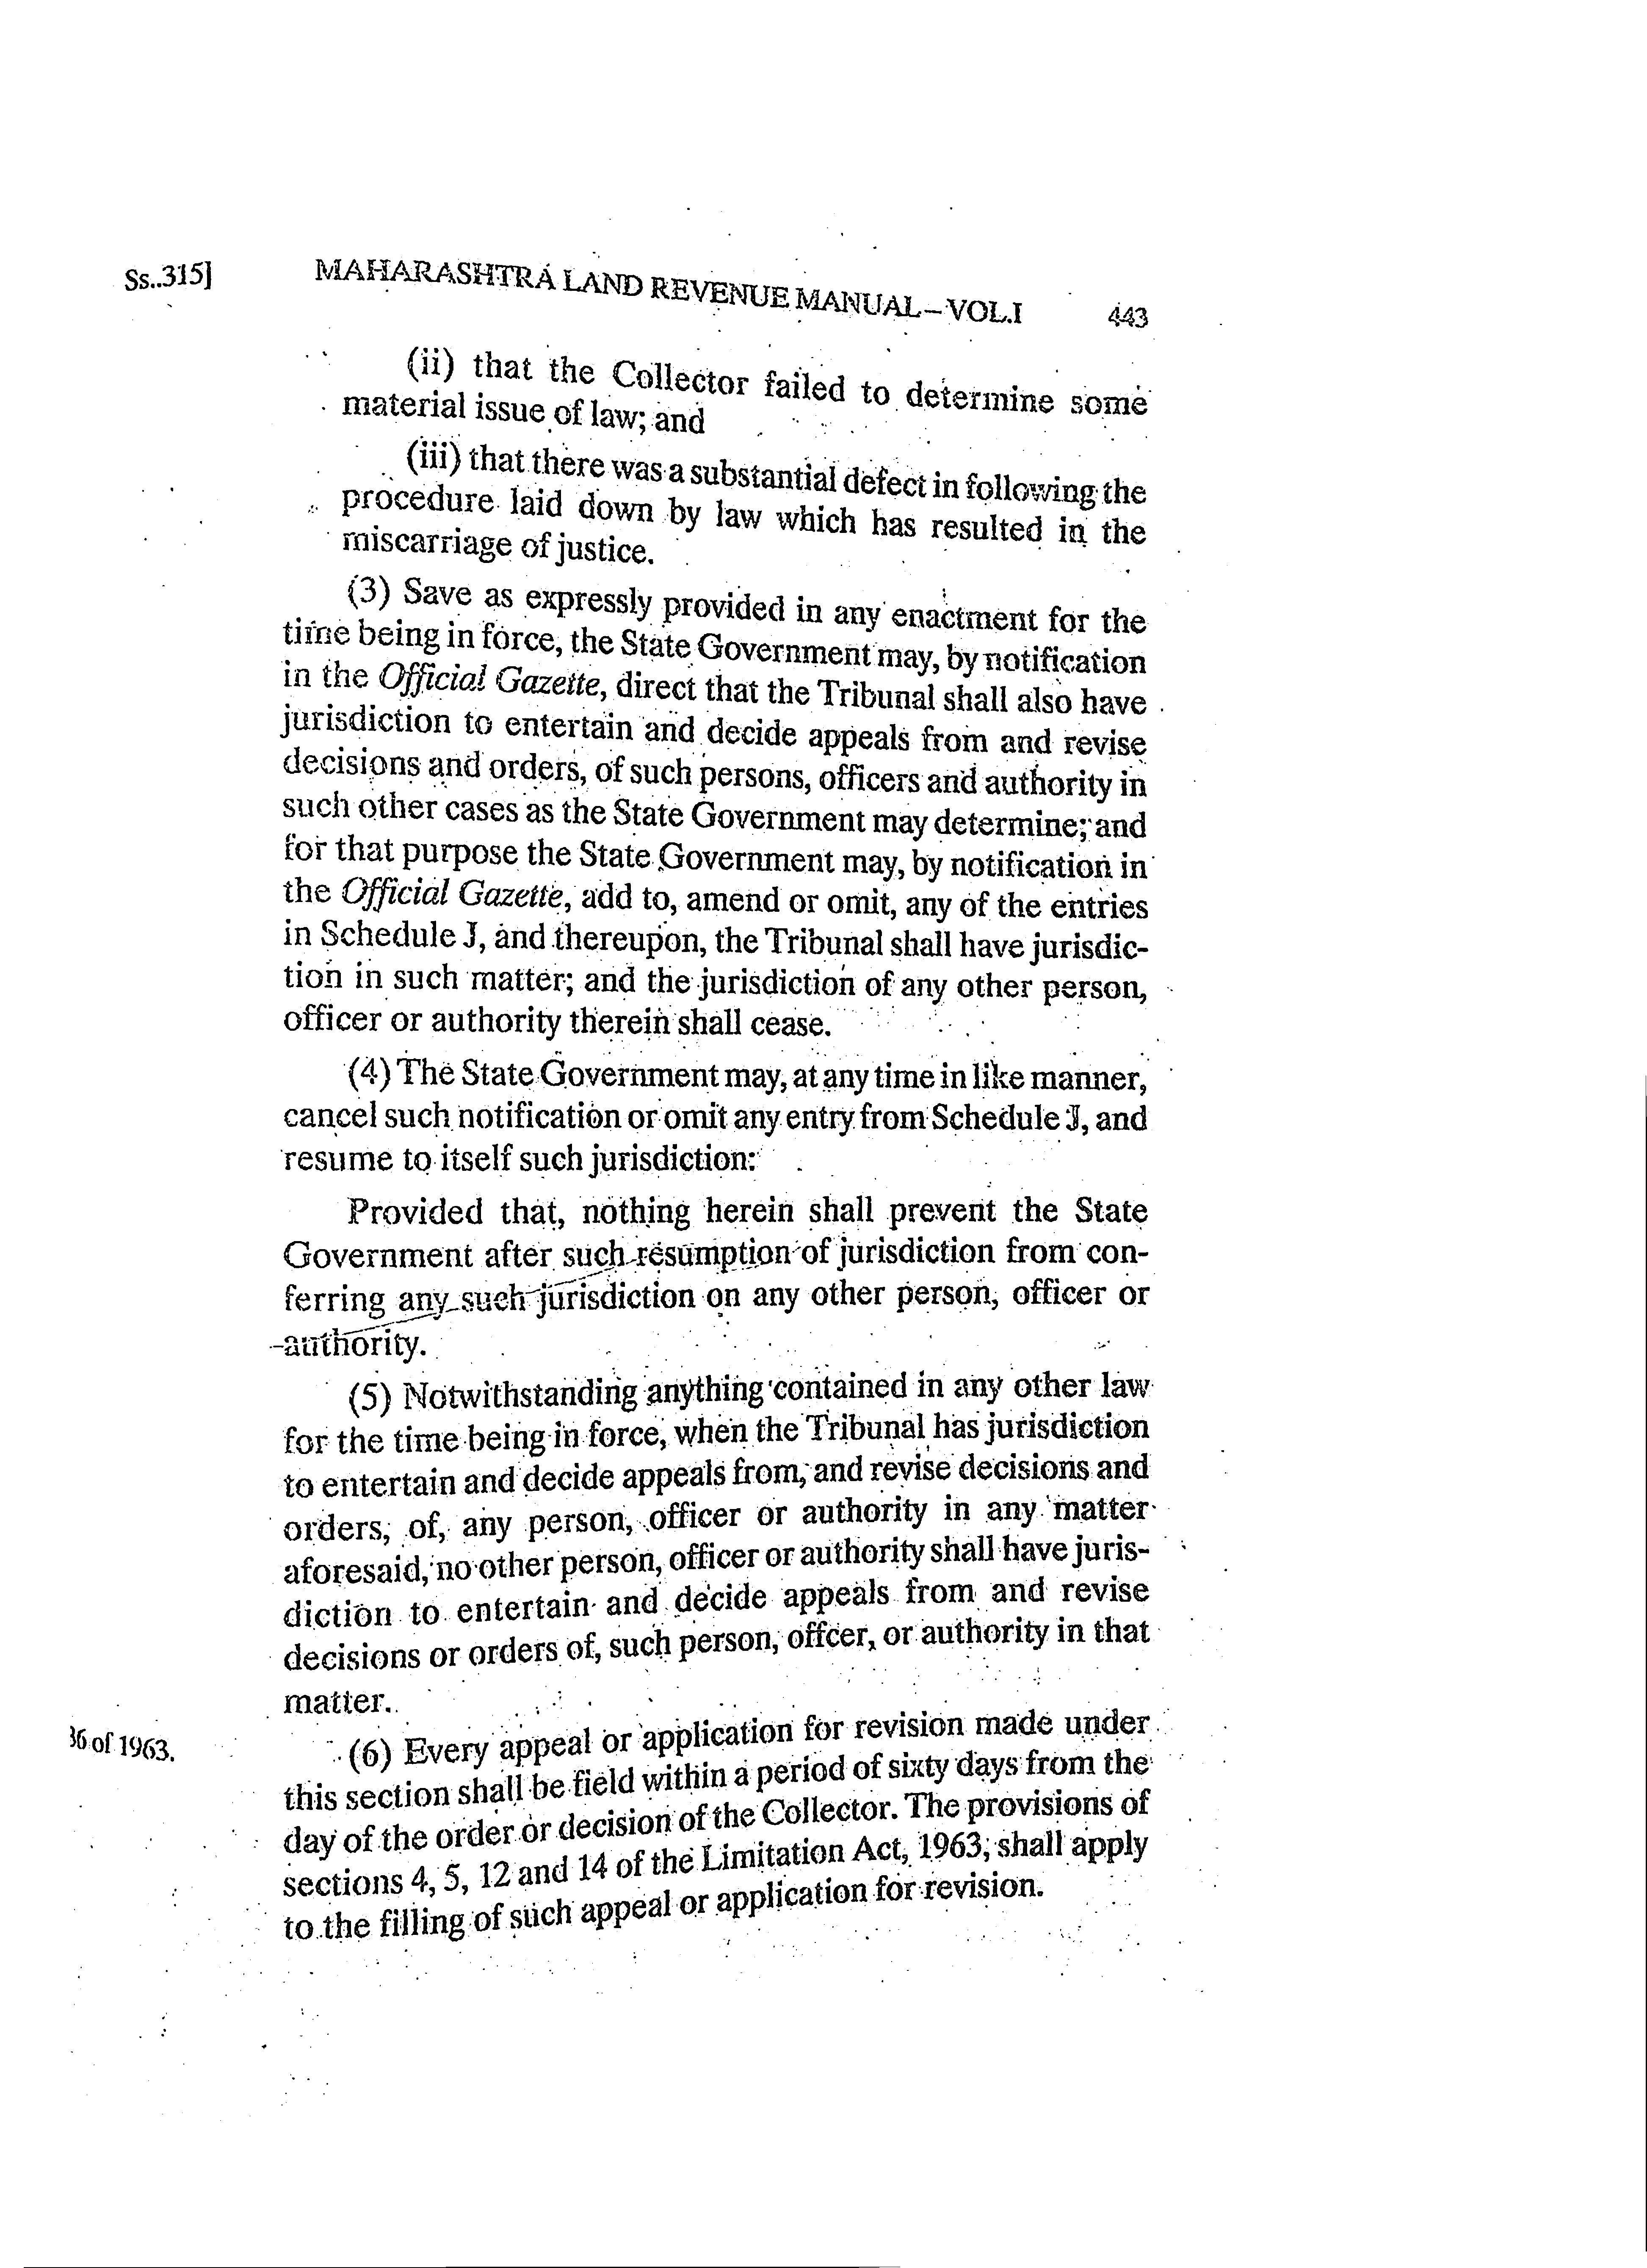 Ss..315] MAHARASHTRA LAND REVENUE MANUAL–VOL.I 443
(ii) that the Collector failed to determine some
material issue of law; and
(iii) that there was a substantial defect in following the
procedure laid down by law which has resulted in the
miscarriage of justice.
(3) Save as expressly provided in any enactment for the
time being in force, the State Government may, by notification
in the Official Gazette, direct that the Tribunal shall also have
jurisdiction to entertain and decide appeals from and revise
decisions and orders, of such persons, officers and authority in
such other cases as the State Government may determine; and
for that purpose the State Government may, by notification in
the Official Gazette, add to, amend or omit, any of the entries
in Schedule J, and thereupon, the Tribunal shall have jurisdic-
tion in such matter; and the jurisdiction of any other person,
officer or authority therein shall cease.
(4) The State Government may, at any time in like manner,
cancel such notification or omit any entry from Schedule J, and
resume to itself such jurisdiction:
Provided that, nothing herein shall prevent the State
Government after such resumption of jurisdiction from con-
ferring any such jurisdiction on any other person, officer or
authority.
(5) Notwithstanding anything contained in any other law
for the time being in force, when the Tribunal has jurisdiction
to entertain and decide appeals from, and revise decisions and
orders, of, any person, officer or authority in any matter
aforesaid, no other person, officer or authority shall have juris-
diction to entertain and decide appeals from and revise
decisions or orders of, such person, offcer, or authority in that
matter.
36 of 1963. (6) Every appeal or application for revision made under
this section shall be field within a period of sixty days from the
day of the order or decision of the Collector. The provisions of
sections 4, 5, 12 and 14 of the Limitation Act, 1963, shall apply
to the filling of such appeal or application for revision.